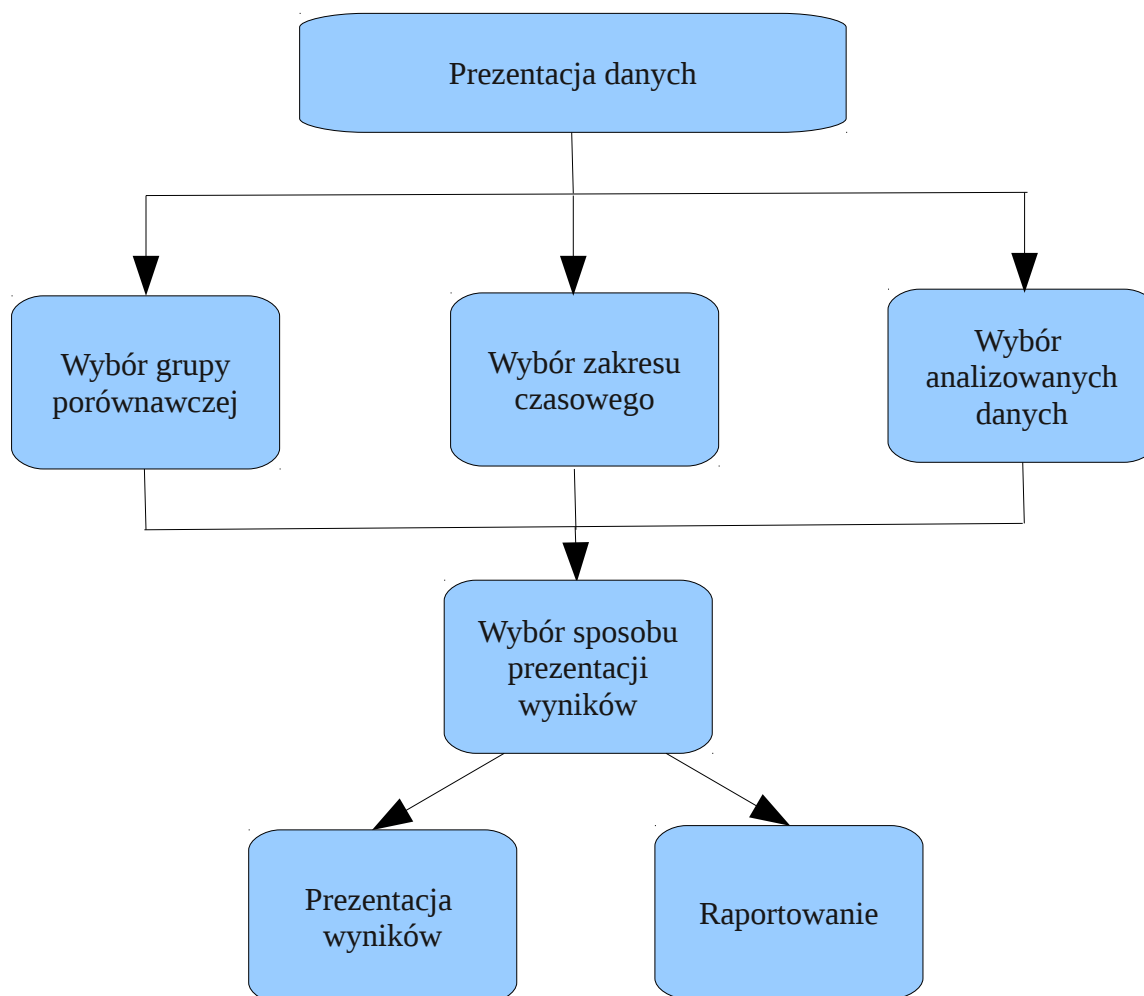 Prezentacja danych
Wybór grupy
porównawczej
Wybór zakresu
czasowego
Wybór
analizowanych
danych
Wybór sposobu
prezentacji
wyników
Prezentacja
wyników
Raportowanie